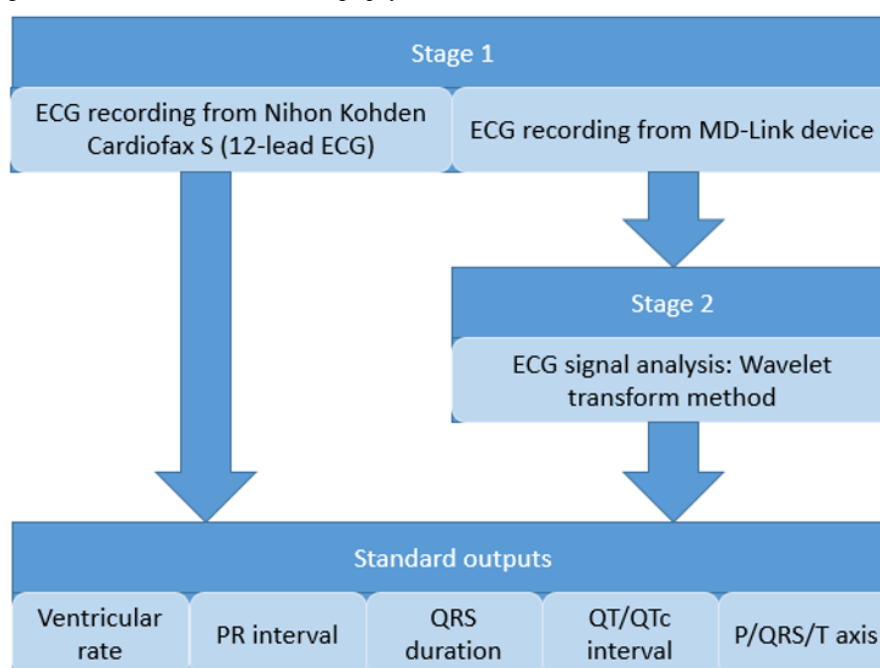 Stage 1
ECG recording from Nihon Kohden
Cardiofax S (12-lead ECG)
ECG recording from MD-Link device
Stage 2
ECG signal analysis: Wavelet
transform method
Standard outputs
Ventricular
rate
PR interval
QRS
duration
QT/QTc
interval
P/QRS/T axis